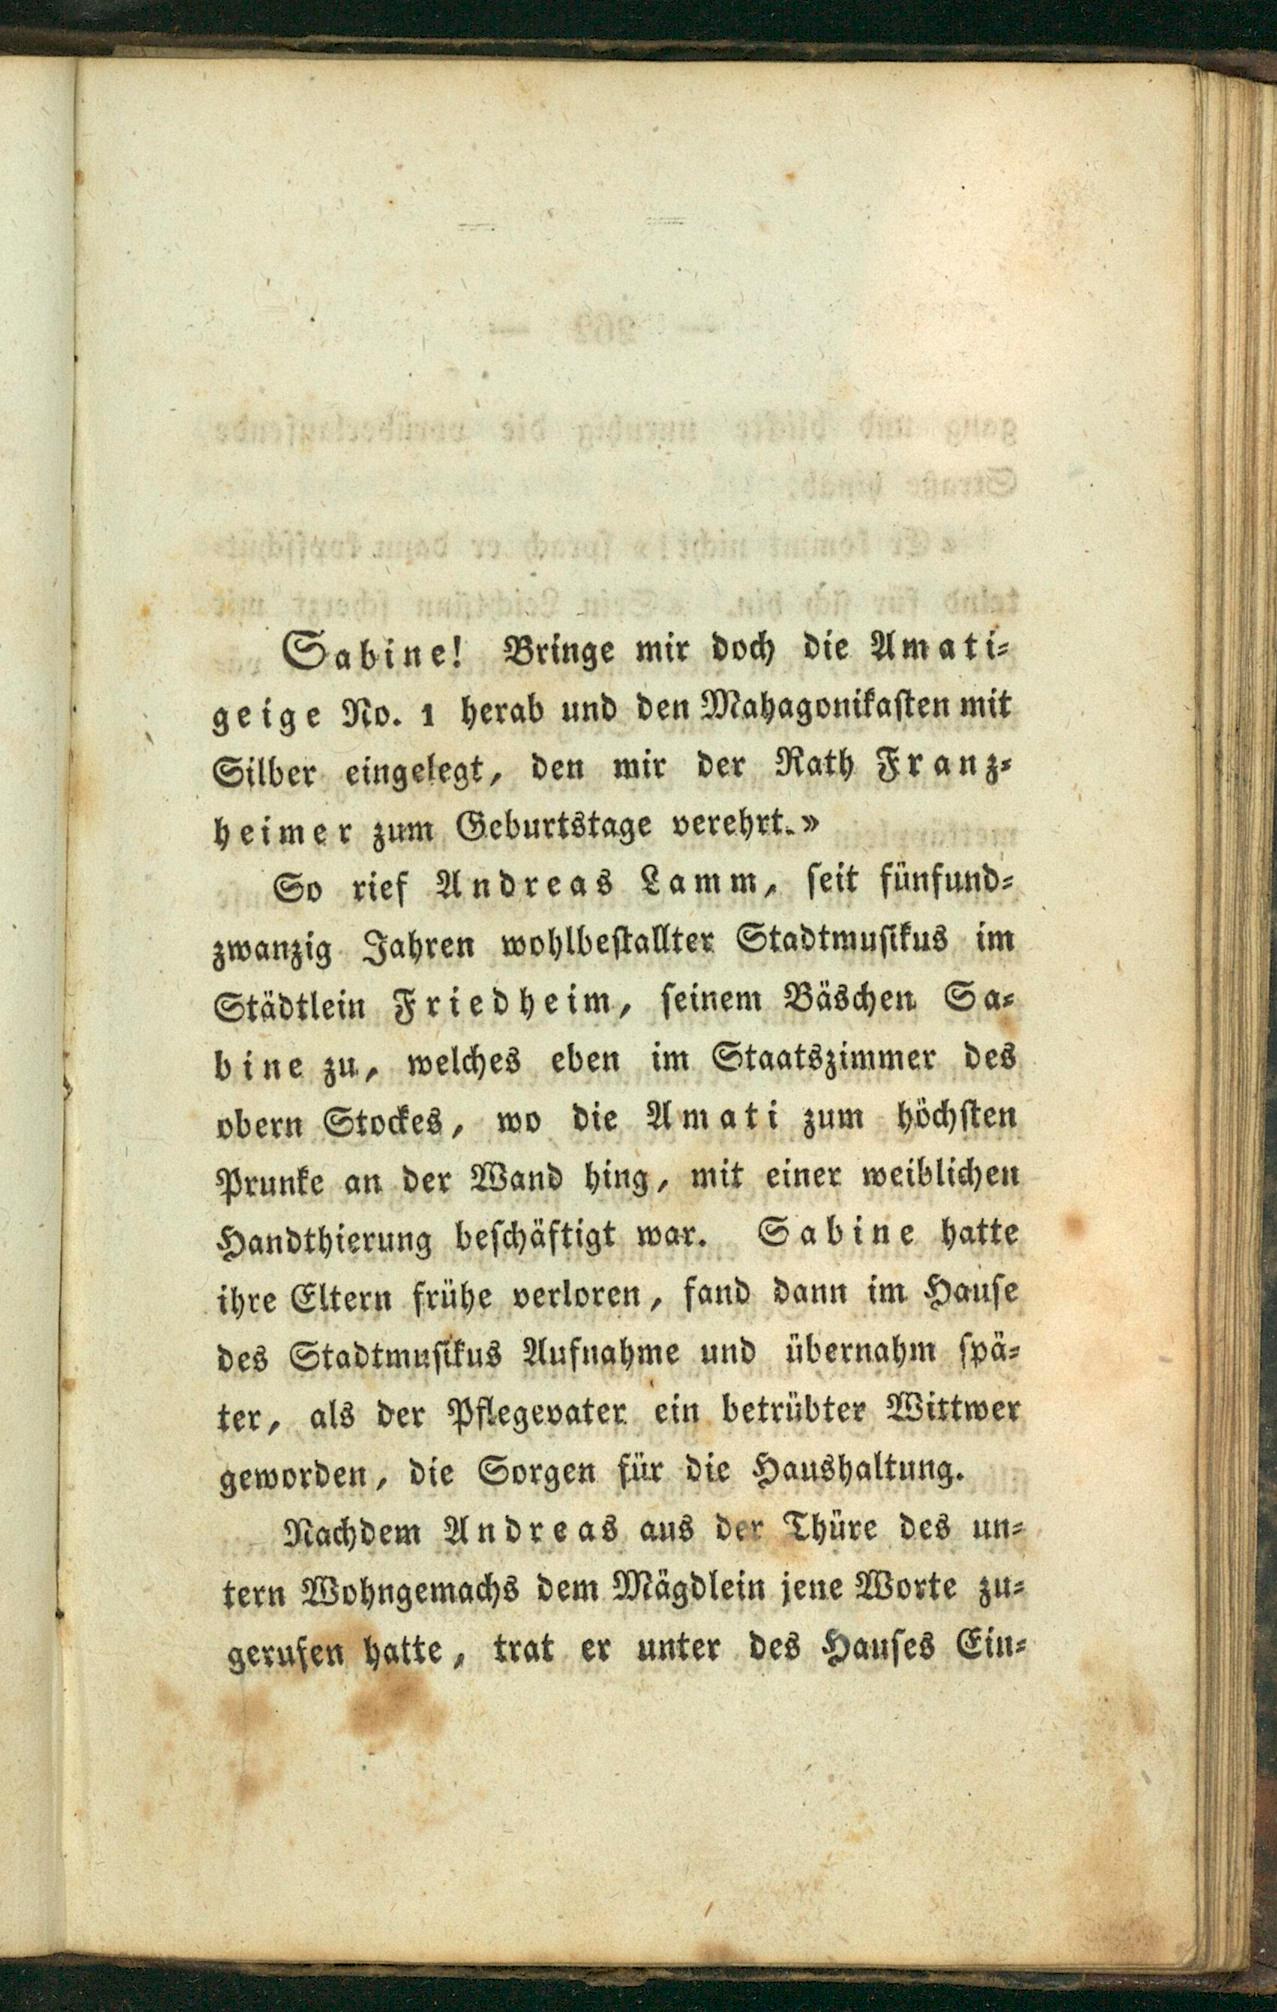 Sabine! Bringe mir doch die Amati-
geige No. 1 herab und den Mahagonikasten mit
Silber eingelegt, den mir der Rath Franz-
heimer zum Geburtstage verehrt.»
So rief Andreas Lamm, seit fünfund-
zwanzig Jahren wohlbestallter Stadtmusikus im
Städtlein Friedheim, seinem Bäschen Sa-
bine zu, welches eben im Staatszimmer des
obern Stockes, wo die Amati zum höchsten
Prunke an der Wand hing, mit einer weiblichen
Handthierung beschäftigt war. Sabine hatte
ihre Eltern frühe verloren, fand dann im Hause
des Stadtmusikus Aufnahme und übernahm spä-
ter, als der Pflegevater ein betrübter Wittwer
geworden, die Sorgen für die Haushaltung.
Nachdem Andreas aus der Thüre des un-
tern Wohngemachs dem Mägdlein jene Worte zu-
gerufen hatte, trat er unter des Hauses Ein-